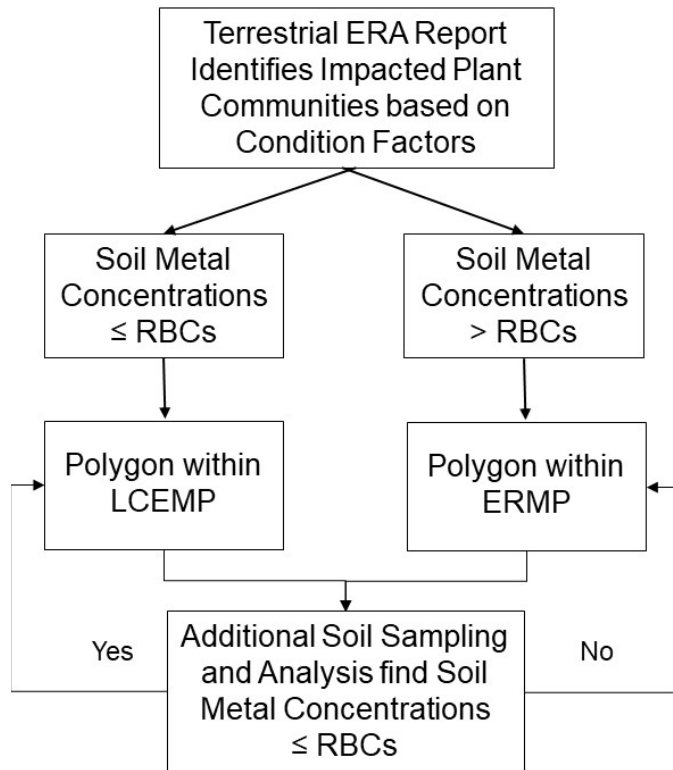 Terrestrial ERA Report
Identifies Impacted Plant
Communities based on
Condition Factors
Soil Metal
Concentrations
≤ RBCs
Soil Metal
Concentrations
> RBCs
Polygon within
LCEMP
Polygon within
ERMP
Yes
Additional Soil Sampling
and Analysis find Soil
Metal Concentrations
≤ RBCs
No